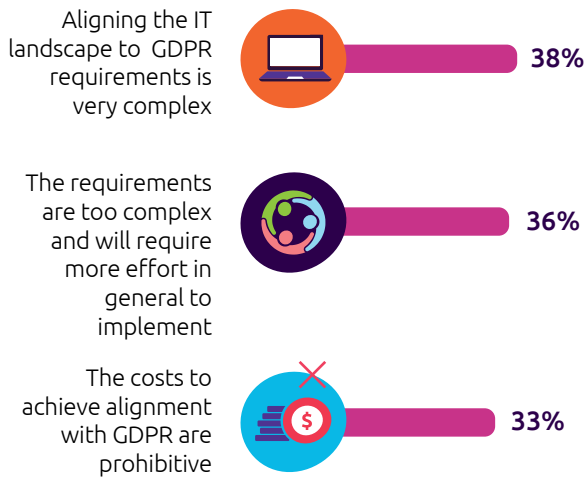 Aligning the IT
landscape to GDPR
requirements is
very complex
38%
The requirements
are too complex
and will require
more effort in
general to
implement
36%
The costs to
achieve alignment
with GDPR are
prohibitive
$
33%